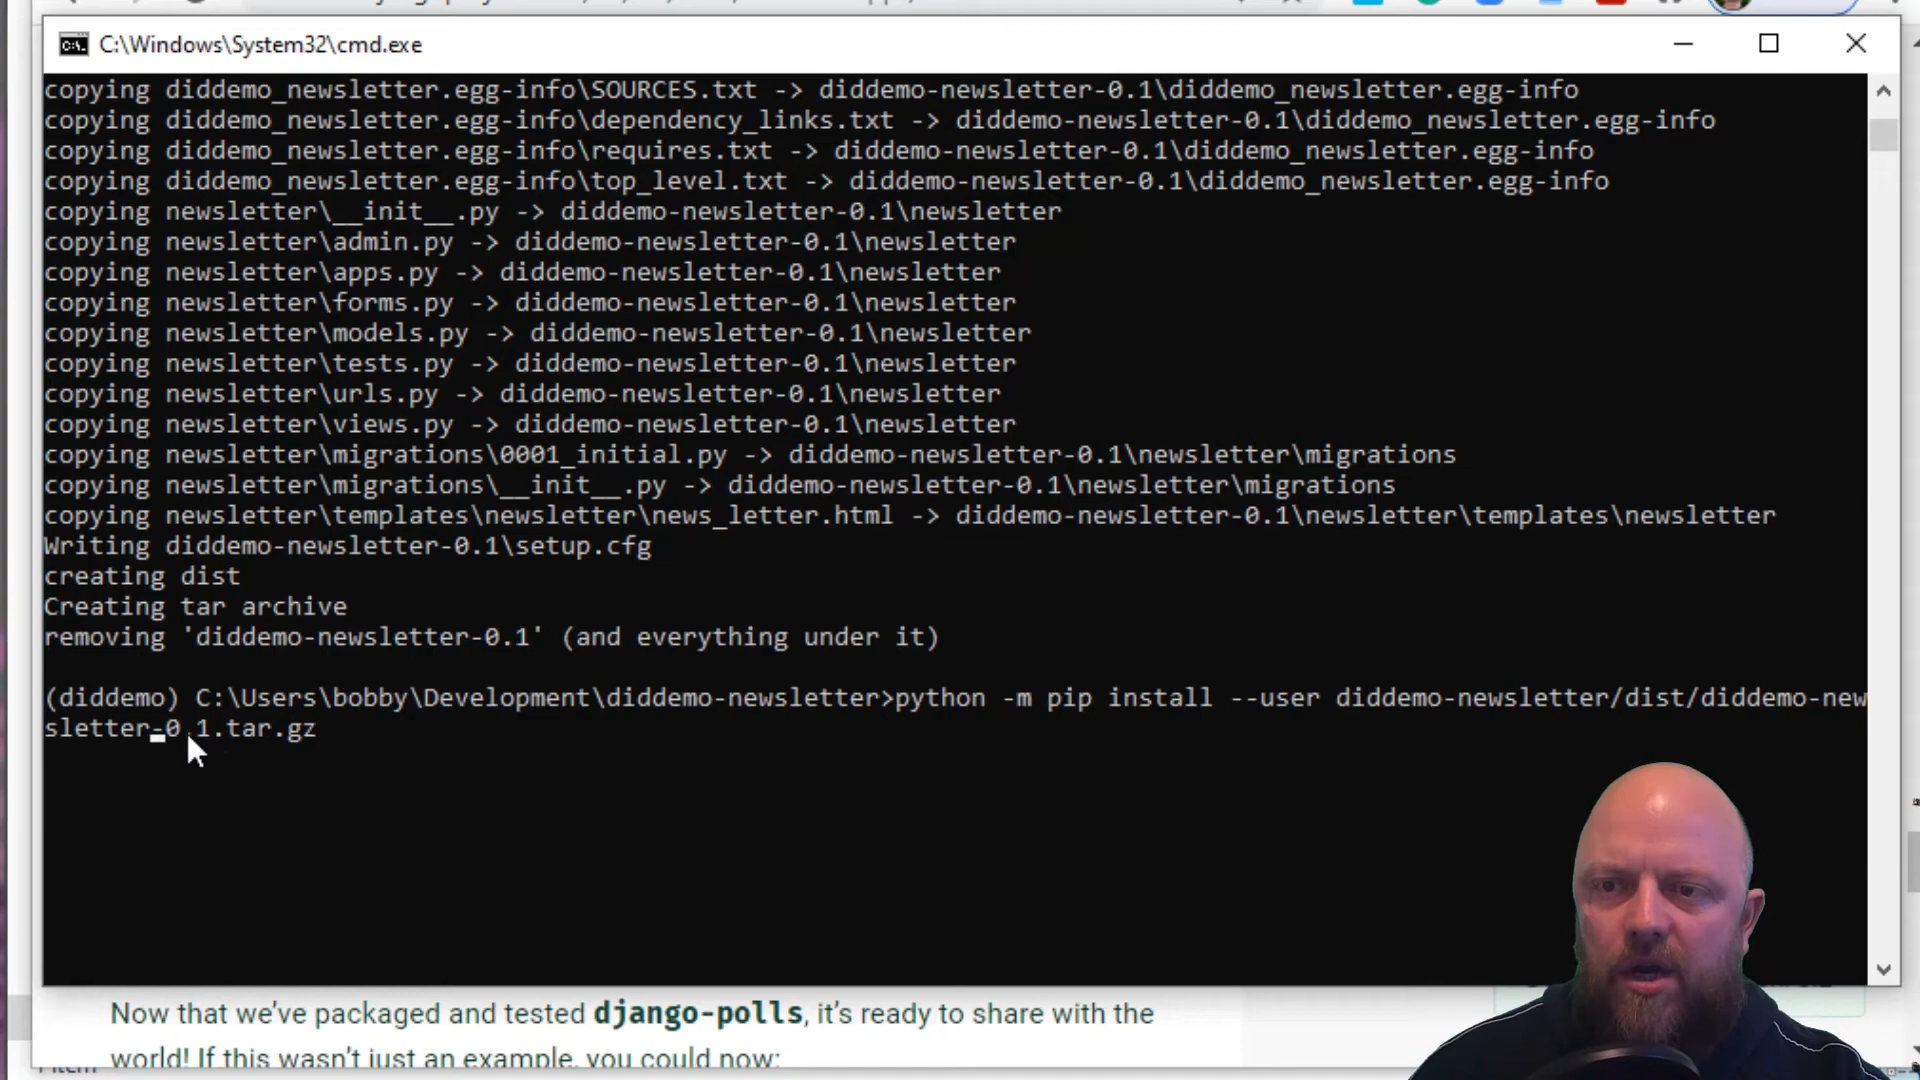 C:\Windows\System32\cmd.exe
copying diddemo_newsletter.egg-info\SOURCES.txt -> diddemo-newsletter-0.1\diddemo_newsletter.egg-info
copying diddemo_newsletter.egg-info\dependency_links.txt -> diddemo-newsletter-0.1\diddemo_newsletter.egg-info
copying diddemo_newsletter.egg-info\requires.txt -> diddemo-newsletter-0.1\diddemo_newsletter.egg-info
copying diddemo_newsletter.egg-info\top_level.txt -> diddemo-newsletter-0.1\diddemo_newsletter.egg-info
copying newsletter\__init__.py -> diddemo-newsletter-0.1\newsletter
copying newsletter\admin.py -> diddemo-newsletter-0.1\newsletter
copying newsletter\apps.py -> diddemo-newsletter-0.1\newsletter
copying newsletter\forms.py -> diddemo-newsletter-0.1\newsletter
copying newsletter\models.py -> diddemo-newsletter-0.1\newsletter
copying newsletter\tests.py -> diddemo-newsletter-0.1\newsletter
copying newsletter\urls.py -> diddemo-newsletter-0.1\newsletter
copying newsletter\views.py -> diddemo-newsletter-0.1\newsletter
copying newsletter\migrations\0001_initial.py -> diddemo-newsletter-0.1\newsletter\migrations
copying newsletter\migrations\__init__.py -> diddemo-newsletter-0.1\newsletter\migrations
copying newsletter\templates\newsletter\news_letter.html -> diddemo-newsletter-0.1\newsletter\templates\newsletter
Writing diddemo-newsletter-0.1\setup.cfg
creating dist
Creating tar archive
removing 'diddemo-newsletter-0.1' (and everything under it)
(diddemo) C:\Users\bobby\Development\diddemo-newsletter>python -m pip install --user diddemo-newsletter/dist/diddemo-new
sletter-0.1.tar.gz
Now that we've packaged and tested django-polls, it's ready to share with the
world! If this wasn't just an example, you could now: